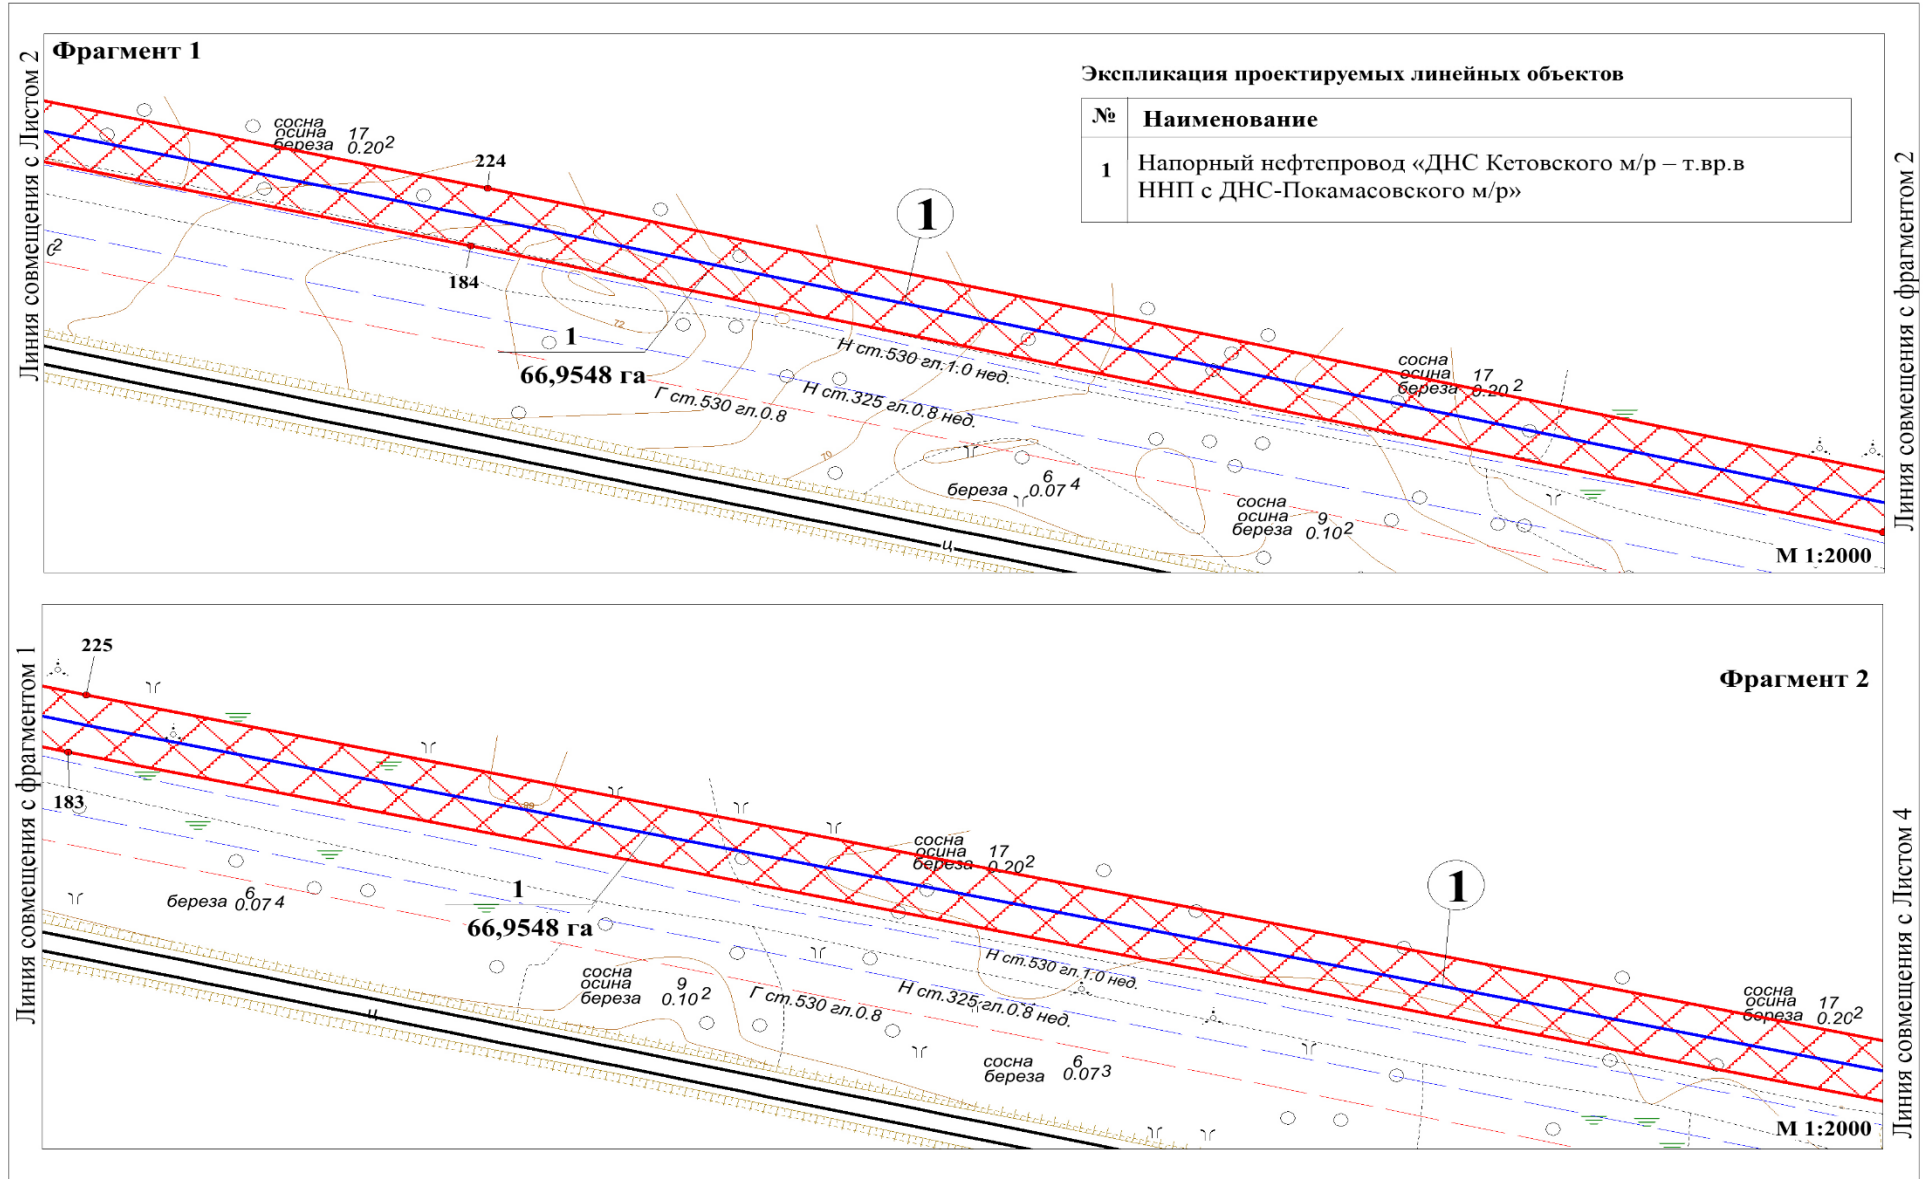 Фрагмент 1
Линия совмещения с Листом 2
Экспликация проектируемых линейных объектов
№ Наименование
1 Напорный нефтепровод «ДНС Кетовского м/р – т.вр.в
ННП с ДНС-Покамасовского м/р»
Линия совмещения с фрагментом 2
сосна
осина
береза 17 0.20 2
224
184
1
1
66,9548 га
72
70
Н ст.530 гл.1.0 нед.
Н ст.325 гл.0.8 нед.
Г ст.530 гл.0.8
сосна
осина
береза 17 0.20 2
береза 6 0.07 4
сосна
осина
береза 9 0.10 2
ц
М 1:2000
Линия совмещения с фрагментом 1
225
183
Фрагмент 2
Линия совмещения с Листом 4
береза 6 0.07 4
1
66,9548 га
сосна
осина
береза 17 0.20 2
1
сосна
осина
береза 9 0.10 2
Н ст.530 гл.1.0 нед.
Н ст.325 гл.0.8 нед.
Г ст.530 гл.0.8
сосна
береза 6 0.07 3
сосна
осина
береза 17 0.20 2
ц
М 1:2000